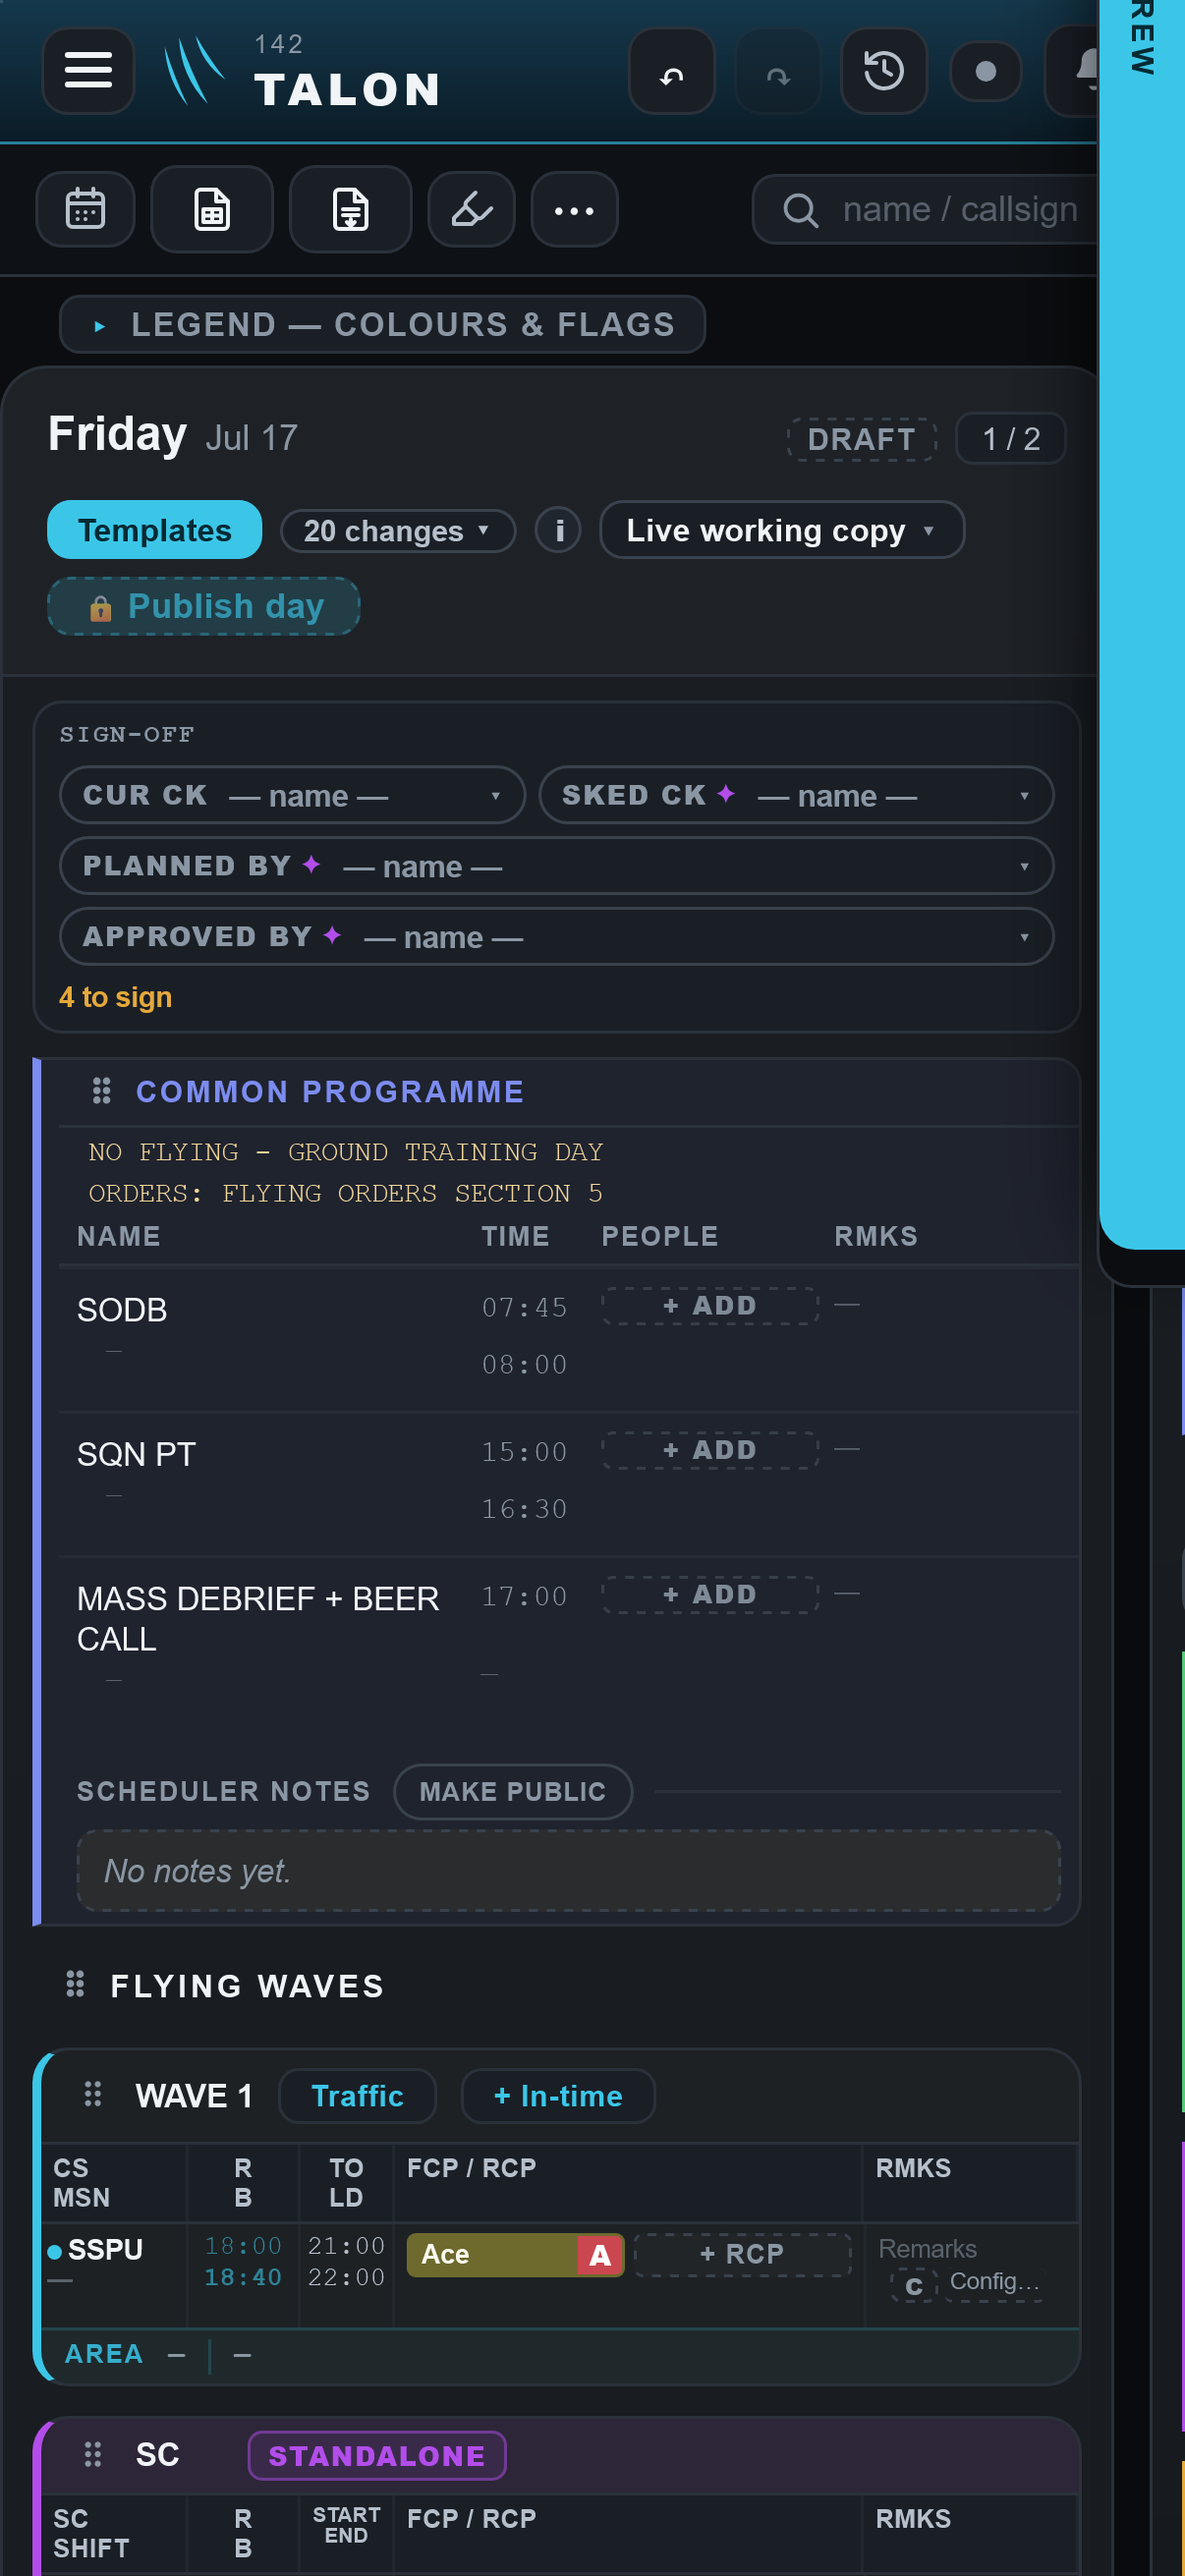 142
TALON
name / callsign
REW
LEGEND — COLOURS & FLAGS
Friday Jul 17
DRAFT
1 / 2
Templates
20 changes
i
Live working copy
Publish day
SIGN-OFF
CUR CK — name —
SKED CK — name —
PLANNED BY — name —
APPROVED BY — name —
4 to sign
COMMON PROGRAMME
NO FLYING - GROUND TRAINING DAY
ORDERS: FLYING ORDERS SECTION 5
NAME TIME PEOPLE RMKS
SODB 07:45 + ADD —
— 08:00
SQN PT 15:00 + ADD —
— 16:30
MASS DEBRIEF + BEER 17:00 + ADD —
CALL
— —
SCHEDULER NOTES MAKE PUBLIC
No notes yet.
FLYING WAVES
WAVE 1 Traffic + In-time
CS R TO FCP / RCP RMKS
MSN B LD
SSPU 18:00 21:00 Ace A + RCP Remarks
— 18:40 22:00 C Config...
AREA — —
SC STANDALONE
SC R START FCP / RCP RMKS
SHIFT B END